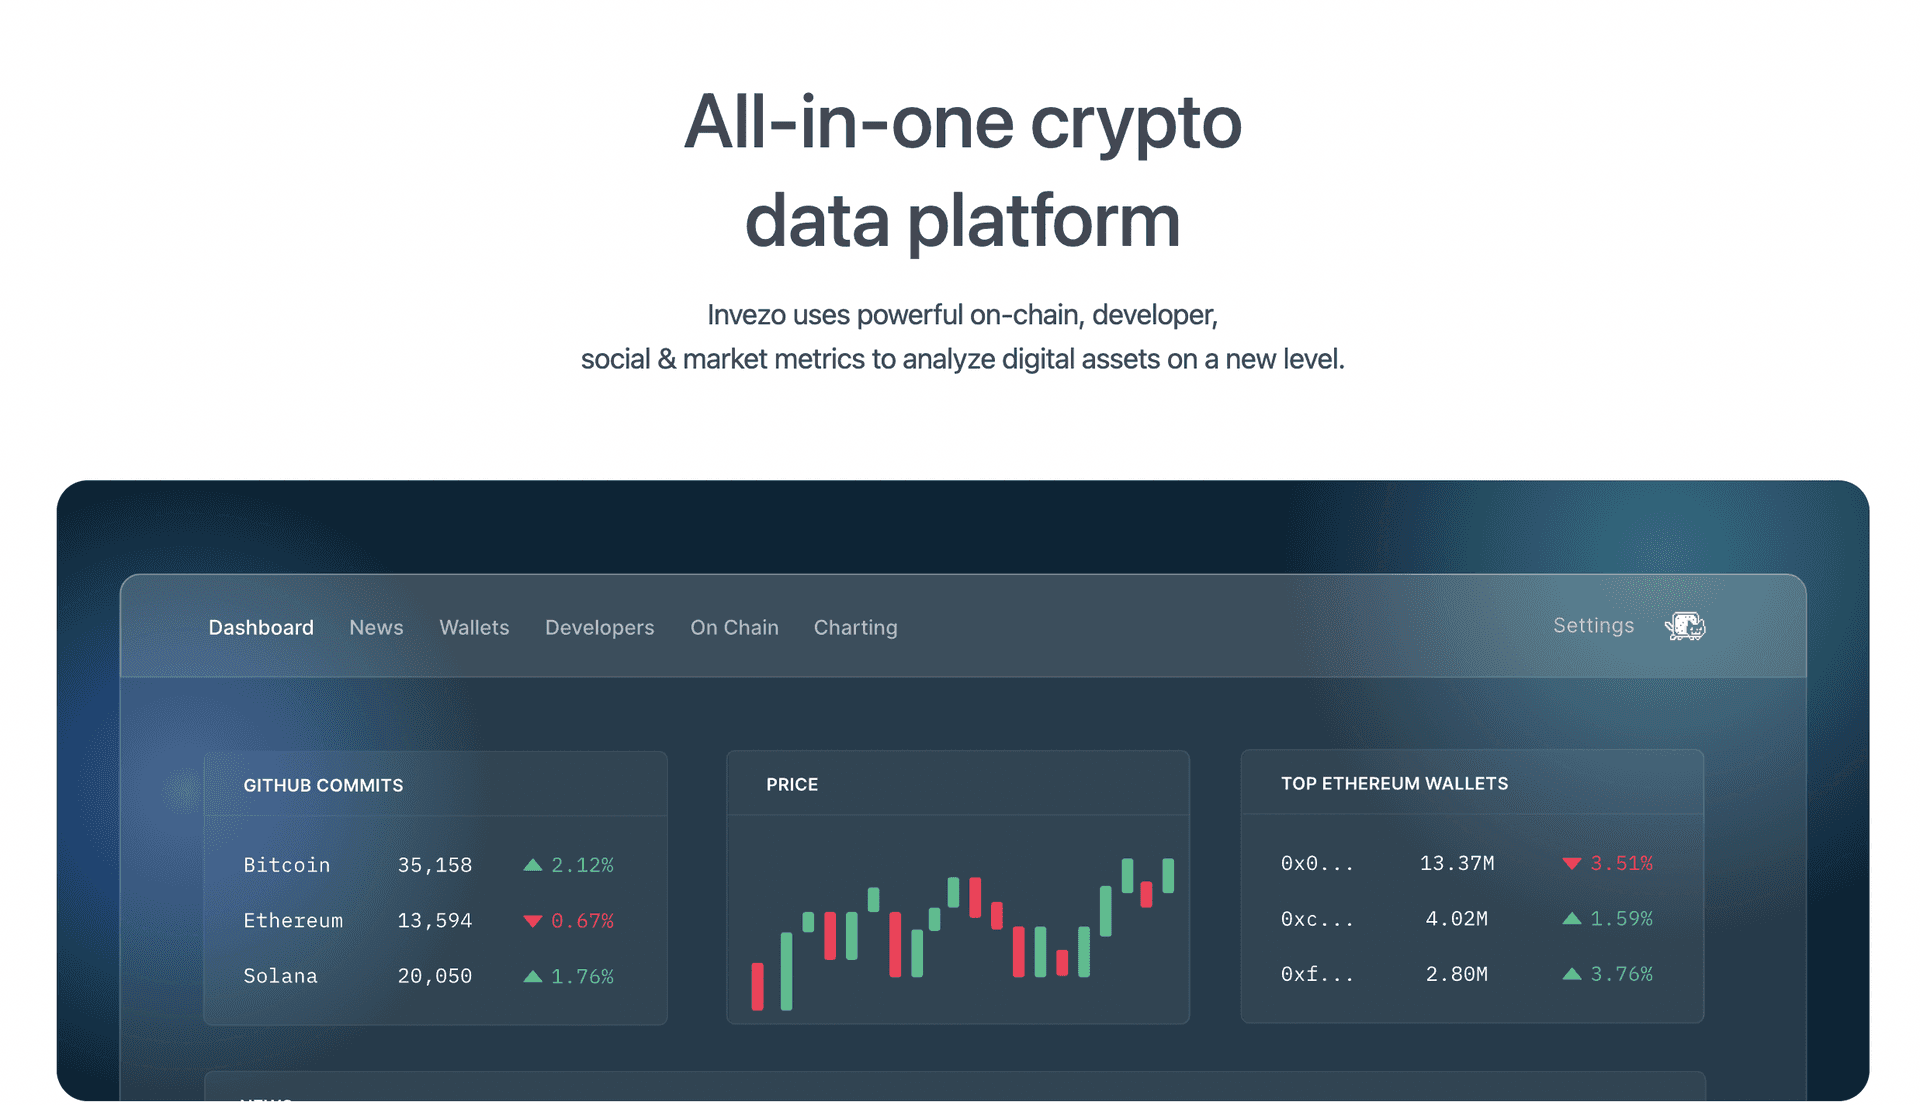 All-in-one crypto
data platform
Invezo uses powerful on-chain, developer,
social & market metrics to analyze digital assets on a new level.
Dashboard News Wallets Developers On Chain Charting Settings
GITHUB COMMITS
Bitcoin 35,158 2.12%
Ethereum 13,594 0.67%
Solana 20,050 1.76%
PRICE
TOP ETHEREUM WALLETS
0x0... 13.37M 3.51%
0xc... 4.02M 1.59%
0xf... 2.80M 3.76%
NEWS